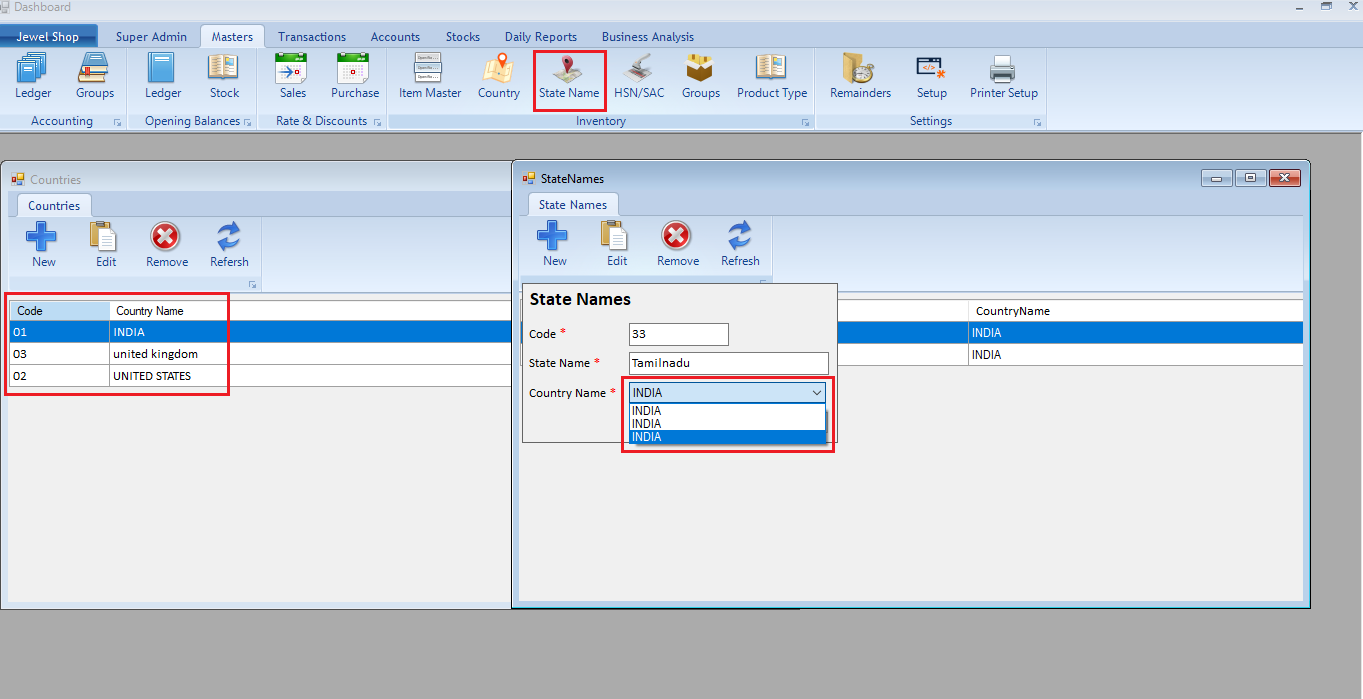 Dashboard
Jewel Shop Super Admin Masters Transactions Accounts Stocks Daily Reports Business Analysis
Ledger Groups Ledger Stock Sales Purchase Item Master Country State Name HSN/SAC Groups Product Type Remainders Setup Printer Setup
Accounting Opening Balances Rate & Discounts Inventory Settings
Countries
Countries
New Edit Remove Refersh
Code Country Name
01 INDIA
03 united kingdom
02 UNITED STATES
StateNames
State Names
New Edit Remove Refresh
State Names
Code * 33
State Name * Tamilnadu
Country Name * INDIA
INDIA
INDIA
INDIA
CountryName
INDIA
INDIA